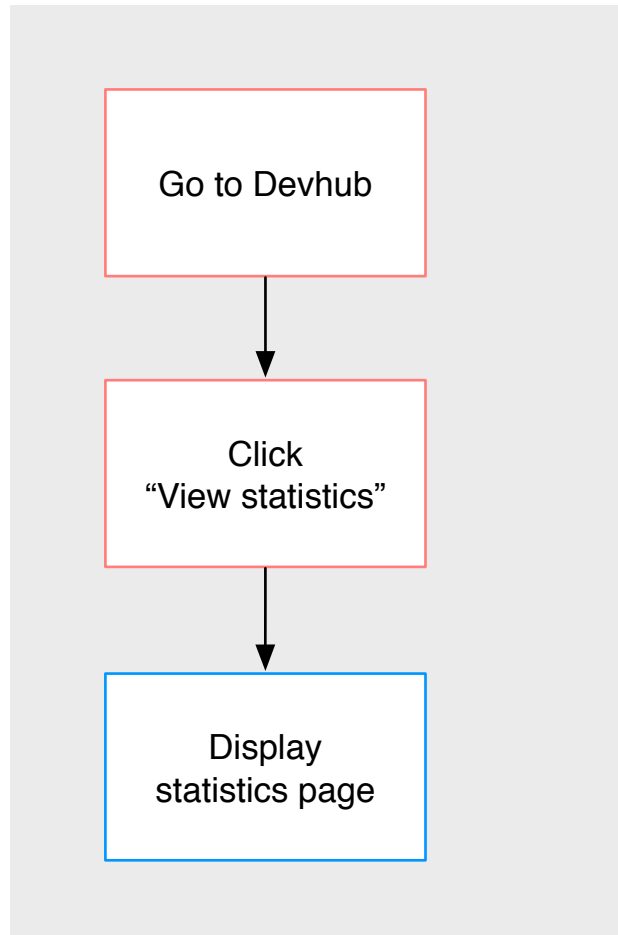 Go to Devhub
Click
“View statistics”
Display
statistics page